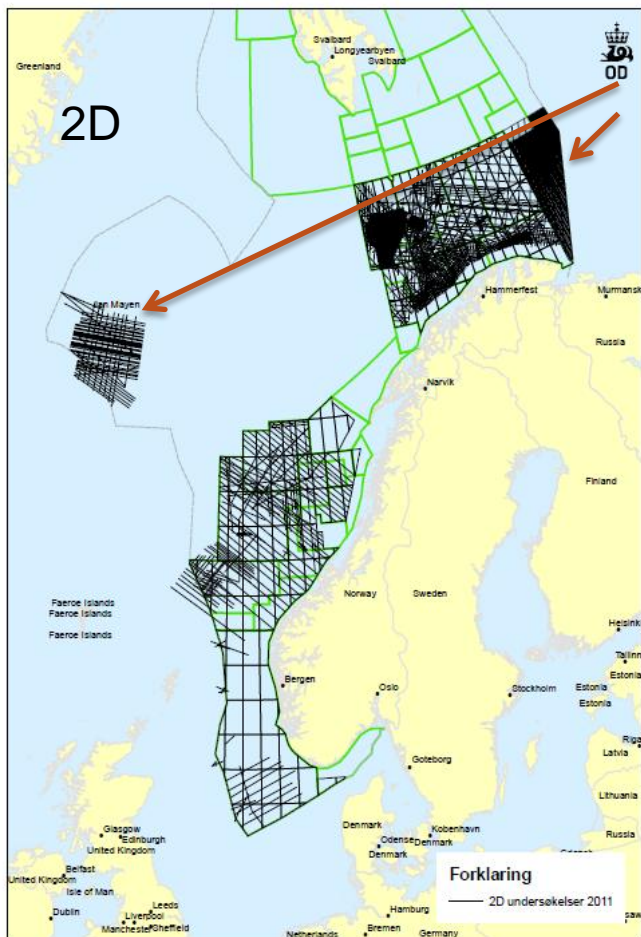 Svalbard
Longyearbyen
Svalbard
Greenland
OD
2D
Jan Mayen
Hammerfest
Murmansk
Russia
Narvik
Finland
Norway
Sweden
Faeroe Islands
Faeroe Islands
Faeroe Islands
Helsinki
Tallinn
Estonia
Bergen
Oslo
Stockholm
Estonia
Estonia
Riga
Goteborg
Latvia
Lithuania
Denmark
Kobenhavn
Glasgow
Edinburgh
Odense
Denmark
Russia
United Kingdom
Denmark
Belfast
United Kingdom
Isle of Man
Forklaring
2D undersøkelser 2011
Leeds
Dublin
Liverpool
Manchester
Sheffield
Hamburg
Bremen
Netherlands
Germany